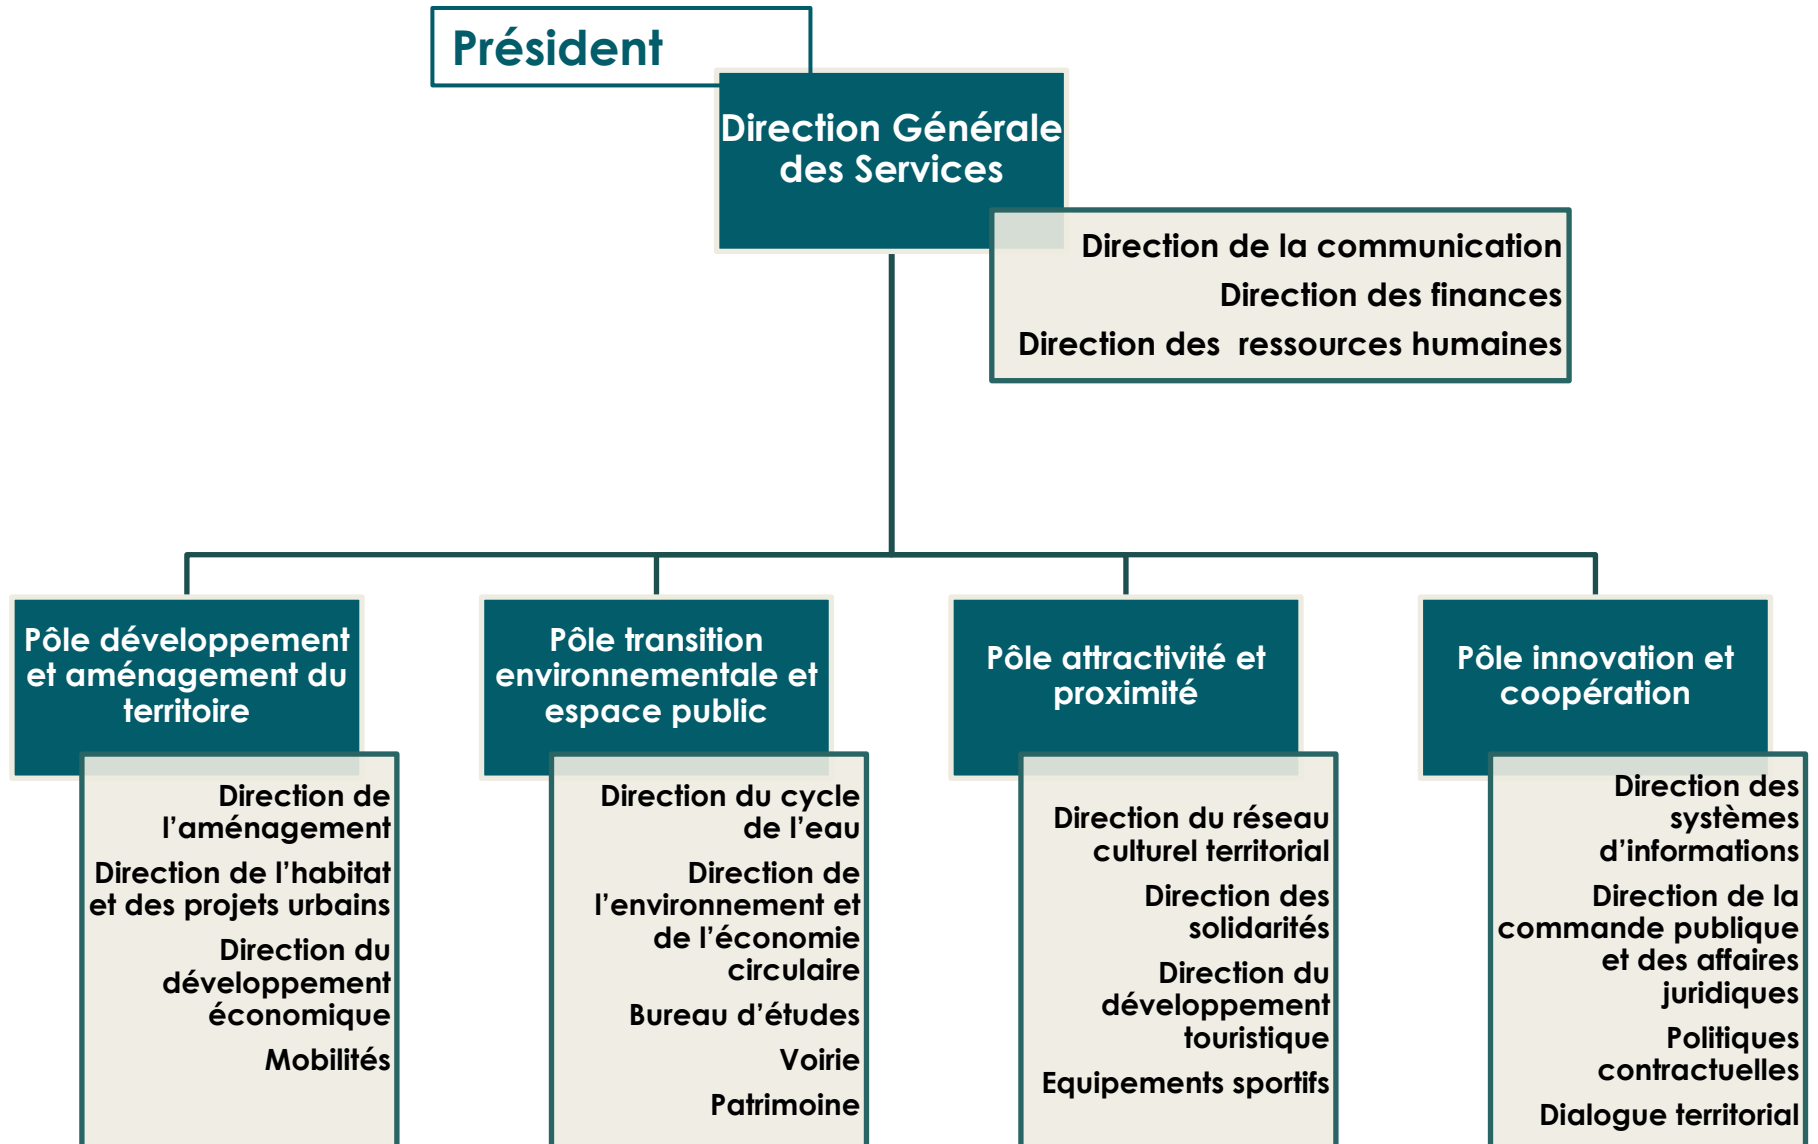 Président
Direction Générale
des Services
Direction de la communication
Direction des finances
Direction des  ressources humaines
Pôle développement
et aménagement du
territoire
Direction de
l’aménagement
Direction de l’habitat
et des projets urbains
Direction du
développement
économique
Mobilités
Pôle transition
environnementale et
espace public
Direction du cycle
de l’eau
Direction de
l’environnement et
de l’économie
circulaire
Bureau d’études
Voirie
Patrimoine
Pôle attractivité et
proximité
Direction du réseau
culturel territorial
Direction des
solidarités
Direction du
développement
touristique
Equipements sportifs
Pôle innovation et
coopération
Direction des
systèmes
d’informations
Direction de la
commande publique
et des affaires
juridiques
Politiques
contractuelles
Dialogue territorial